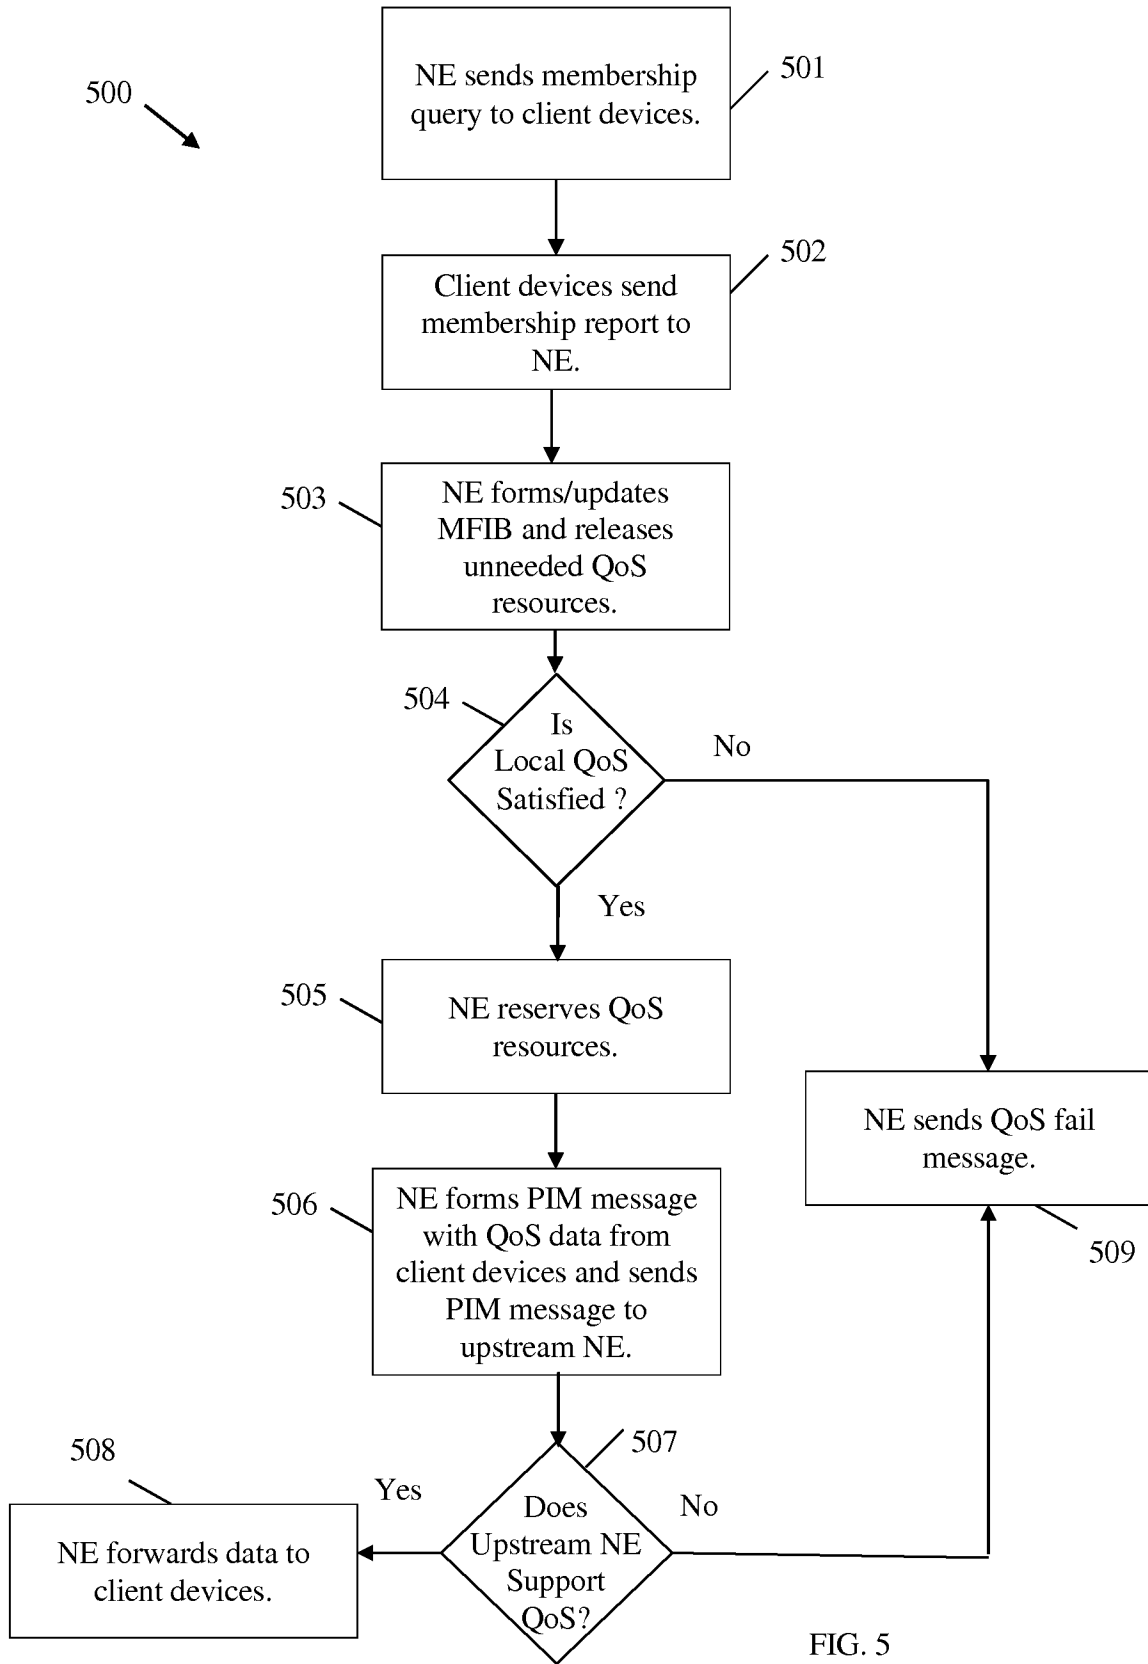 500
NE sends membership
query to client devices.
501
Client devices send
membership report to
NE.
502
503
NE forms/updates
MFIB and releases
unneeded QoS
resources.
504
Is
Local QoS
Satisfied ?
No
Yes
505
NE reserves QoS
resources.
NE sends QoS fail
message.
509
506
NE forms PIM message
with QoS data from
client devices and sends
PIM message to
upstream NE.
507
Does
Upstream NE
Support
QoS?
Yes
No
508
NE forwards data to
client devices.
FIG. 5